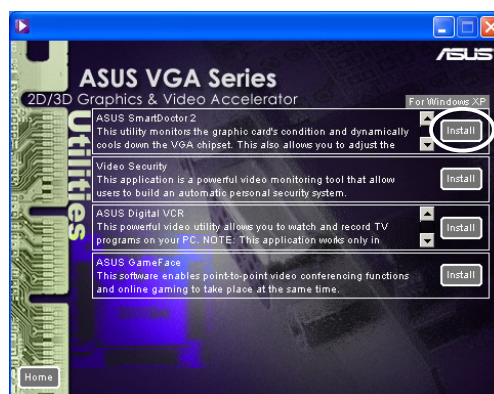 /SUS
ASUS VGA Series
2D/3D Graphics & Video Accelerator
For Windows XP
Utilities
ASUS SmartDoctor 2
This utility monitors the graphic card's condition and dynamically
cools down the VGA chipset. This also allows you to adjust the
Install
Video Security
This application is a powerful video monitoring tool that allow
users to build an automatic personal security system.
Install
ASUS Digital VCR
This powerful video utility allows you to watch and record TV
programs on your PC. NOTE: This application works only in
Install
ASUS GameFace
This software enables point-to-point video conferencing functions
and online gaming to take place at the same time.
Install
Home